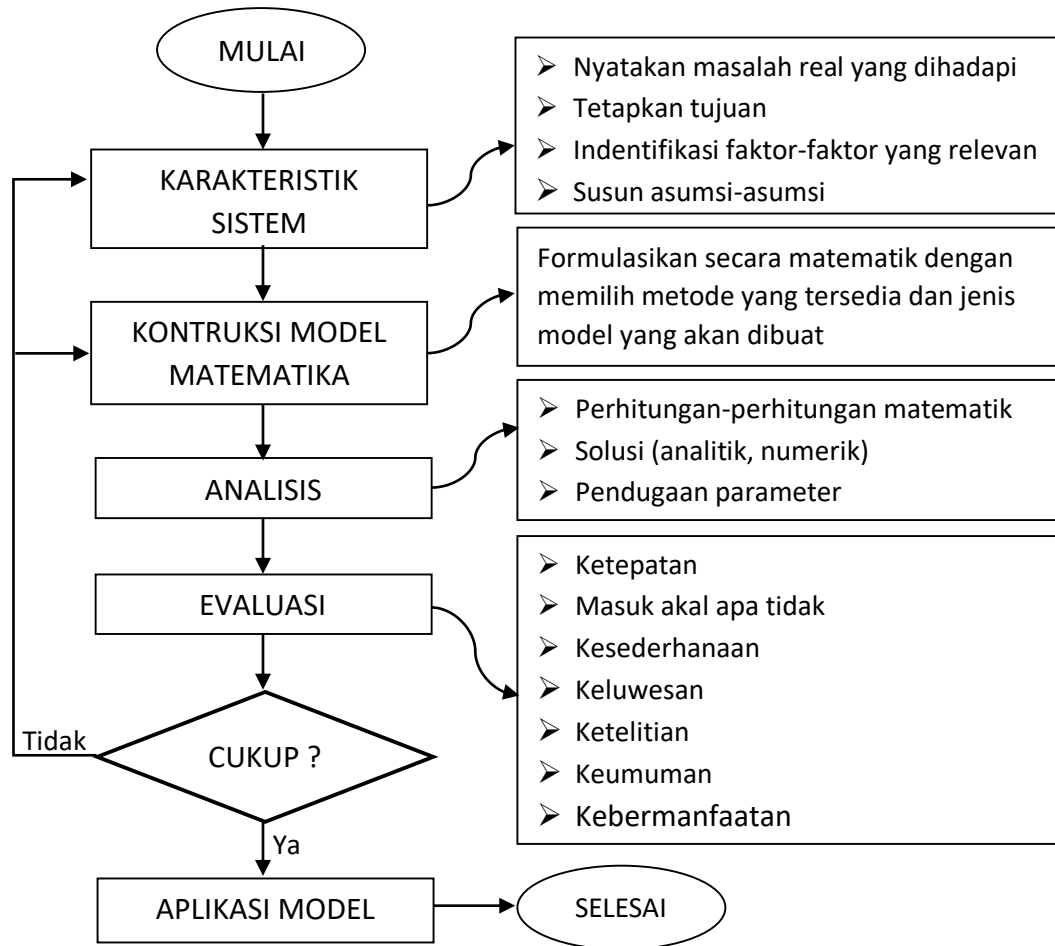 MULAI
➢ Nyatakan masalah real yang dihadapi
➢ Tetapkan tujuan
➢ Indentifikasi faktor-faktor yang relevan
➢ Susun asumsi-asumsi
KARAKTERISTIK
SISTEM
Formulasikan secara matematik dengan
memilih metode yang tersedia dan jenis
model yang akan dibuat
KONTRUKSI MODEL
MATEMATIKA
➢ Perhitungan-perhitungan matematik
➢ Solusi (analitik, numerik)
➢ Pendugaan parameter
ANALISIS
➢ Ketepatan
➢ Masuk akal apa tidak
➢ Kesederhanaan
➢ Keluwesan
➢ Ketelitian
➢ Keumuman
➢ Kebermanfaatan
EVALUASI
Tidak
CUKUP ?
Ya
APLIKASI MODEL
SELESAI